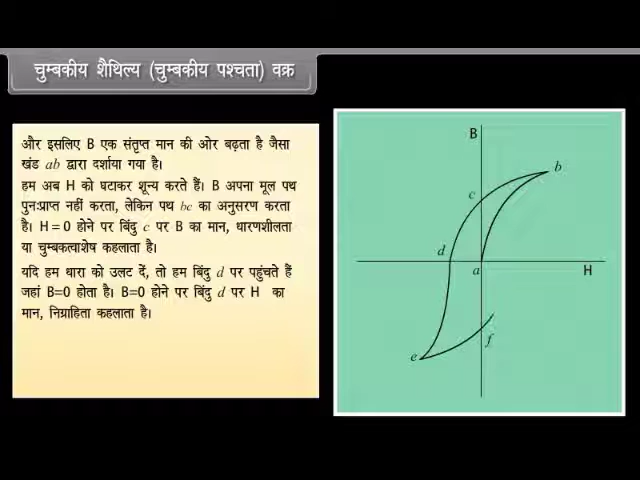 चुम्बकीय शैथिल्य (चुम्बकीय पश्चता) वक्र
और इसलिए B एक संतृप्त मान की ओर बढ़ता है जैसा
खंड ab द्वारा दर्शाया गया है।
हम अब H को घटाकर शून्य करते हैं। B अपना मूल पथ
पुनःप्राप्त नहीं करता, लेकिन पथ bc का अनुसरण करता
है। H=0 होने पर बिंदु c पर B का मान, धारणशीलता
या चुम्बकत्वाशेष कहलाता है।
यदि हम धारा को उलट दें, तो हम बिंदु d पर पहुंचते हैं
जहां B=0 होता है। B=0 होने पर बिंदु d पर H का
मान, निग्राहिता कहलाता है।
B
b
c
d
a
H
f
e